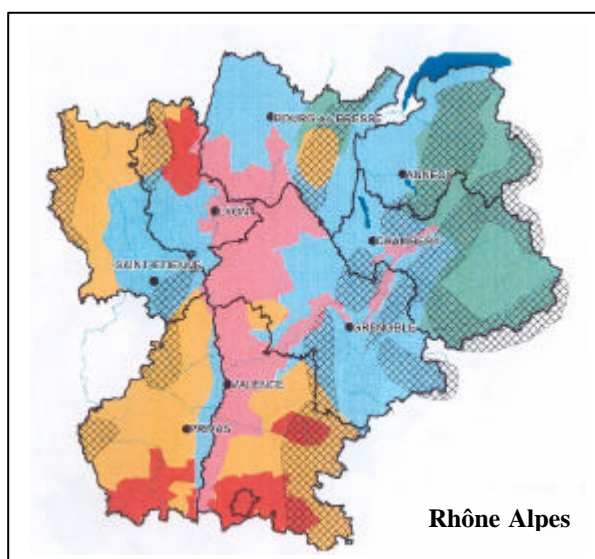 BOURG en BRESSE
ANNECY
LYON
CHAMBERY
SAINT ETIENNE
GRENOBLE
VALENCE
PRIVAS
Rhône Alpes